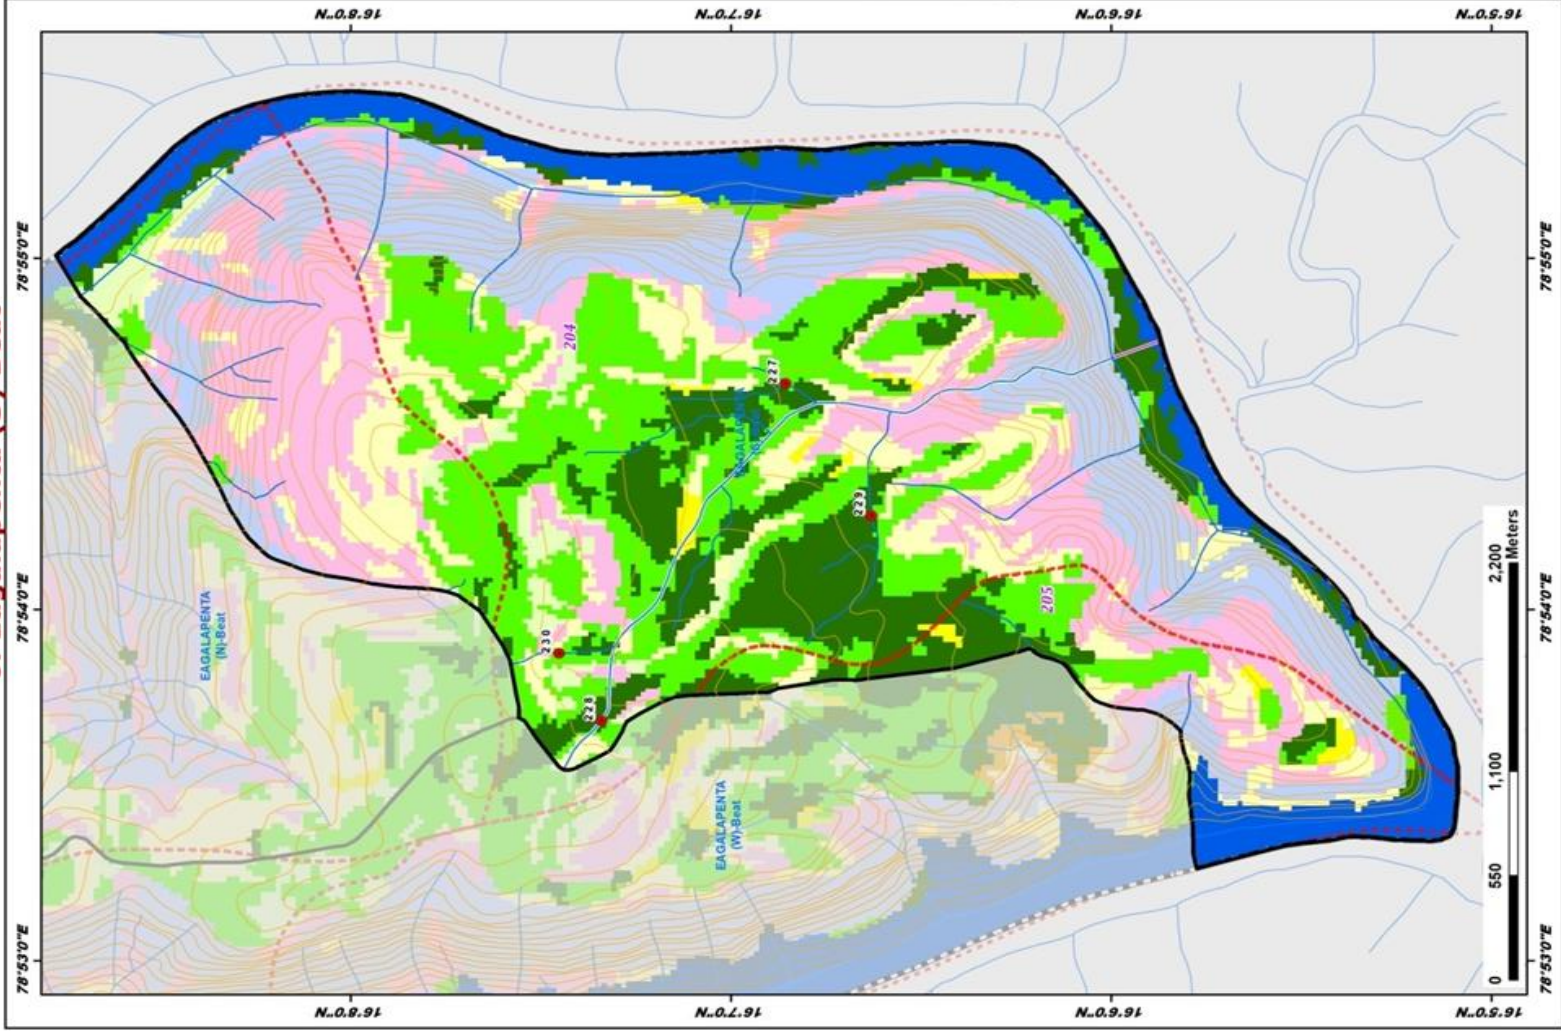 78°53'0"E
78°54'0"E
78°55'0"E
16°8'0"N
16°8'0"N
EAGALAPENTA
(N)-Beat
230
228
204
16°7'0"N
16°7'0"N
EAGALAPENTA
(W)-Beat
EAGALAPENTA
227
229
205
16°6'0"N
16°6'0"N
0
550
1,100
2,200
Meters
16°5'0"N
16°5'0"N
78°53'0"E
78°54'0"E
78°55'0"E